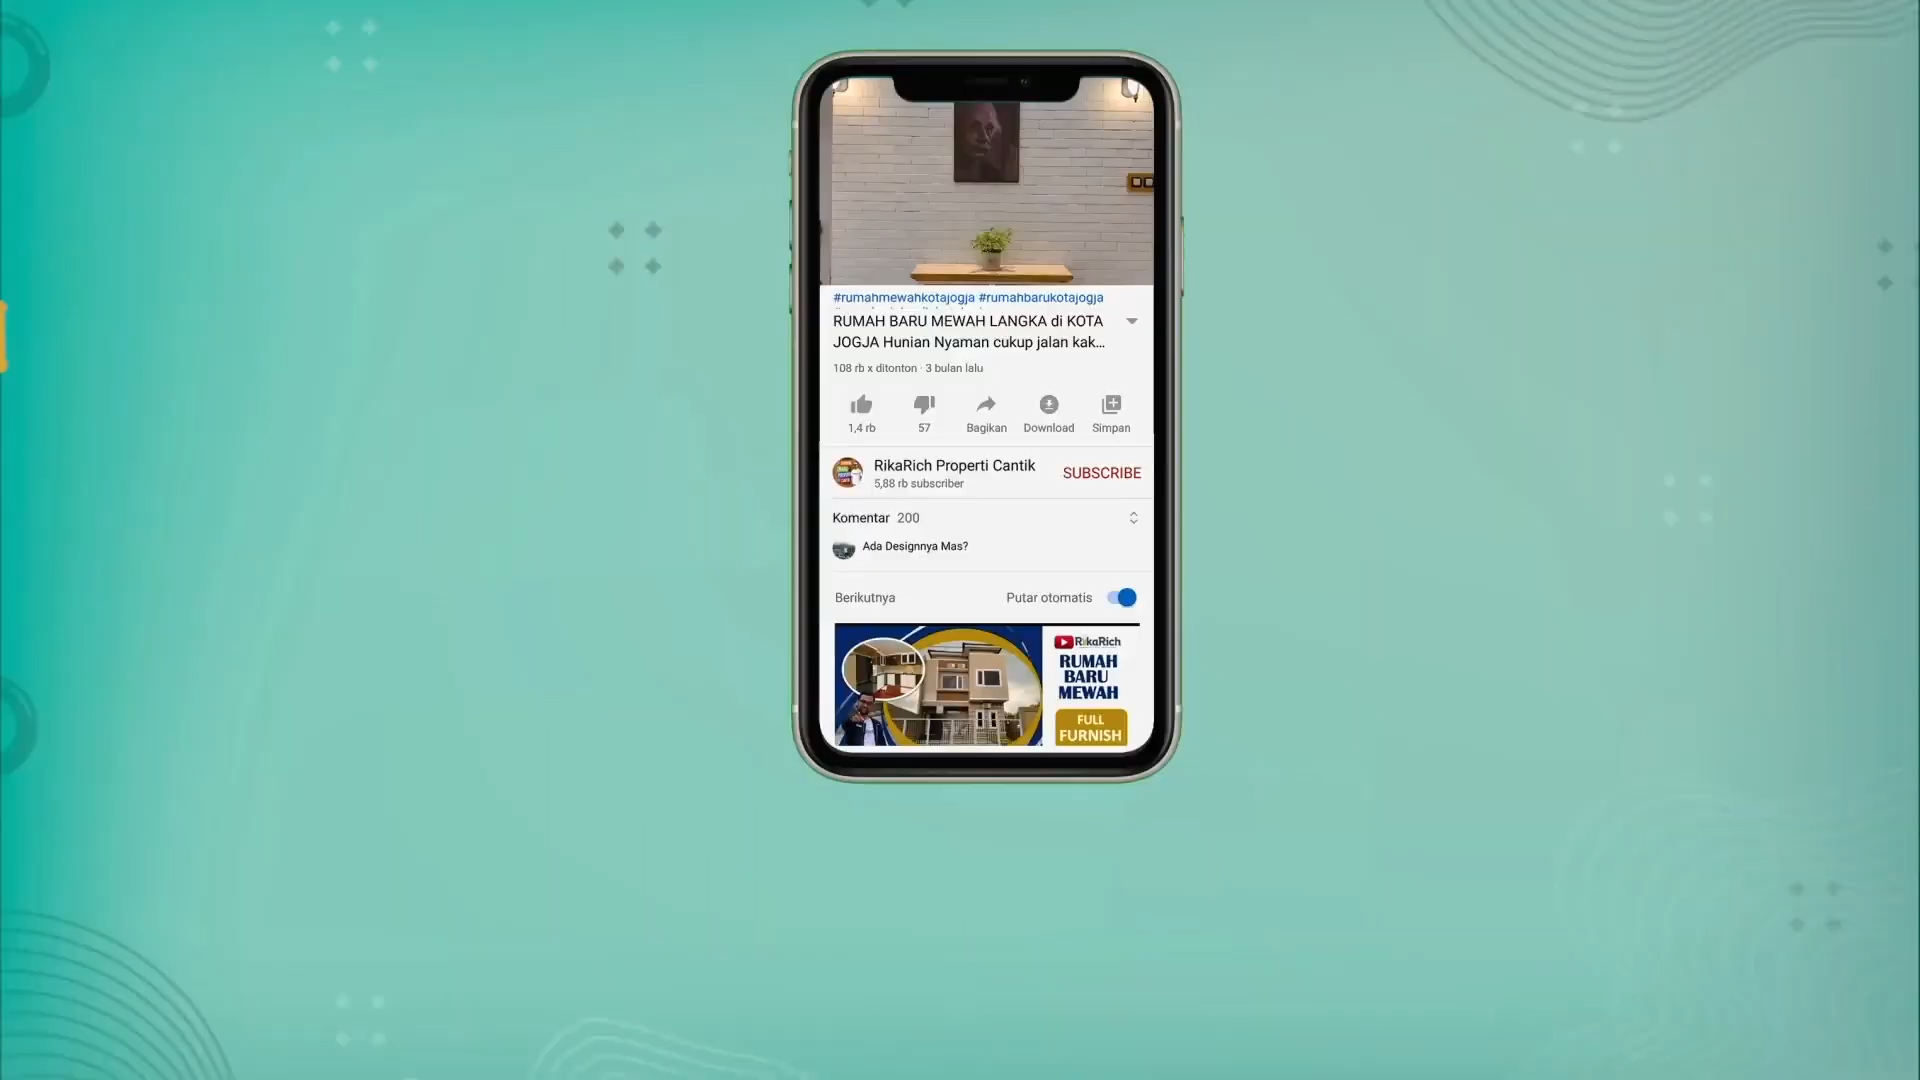 #rumahmewahkotajogja #rumahbarukotajogja
RUMAH BARU MEWAH LANGKA di KOTA
JOGJA Hunian Nyaman cukup jalan kak...
108 rb x ditonton · 3 bulan lalu
1,4 rb
57
Bagikan
Download
Simpan
RikaRich Properti Cantik
5,88 rb subscriber
SUBSCRIBE
Komentar 200
Ada Designnya Mas?
Berikutnya
Putar otomatis
RikaRich
RUMAH
BARU
MEWAH
FULL
FURNISH